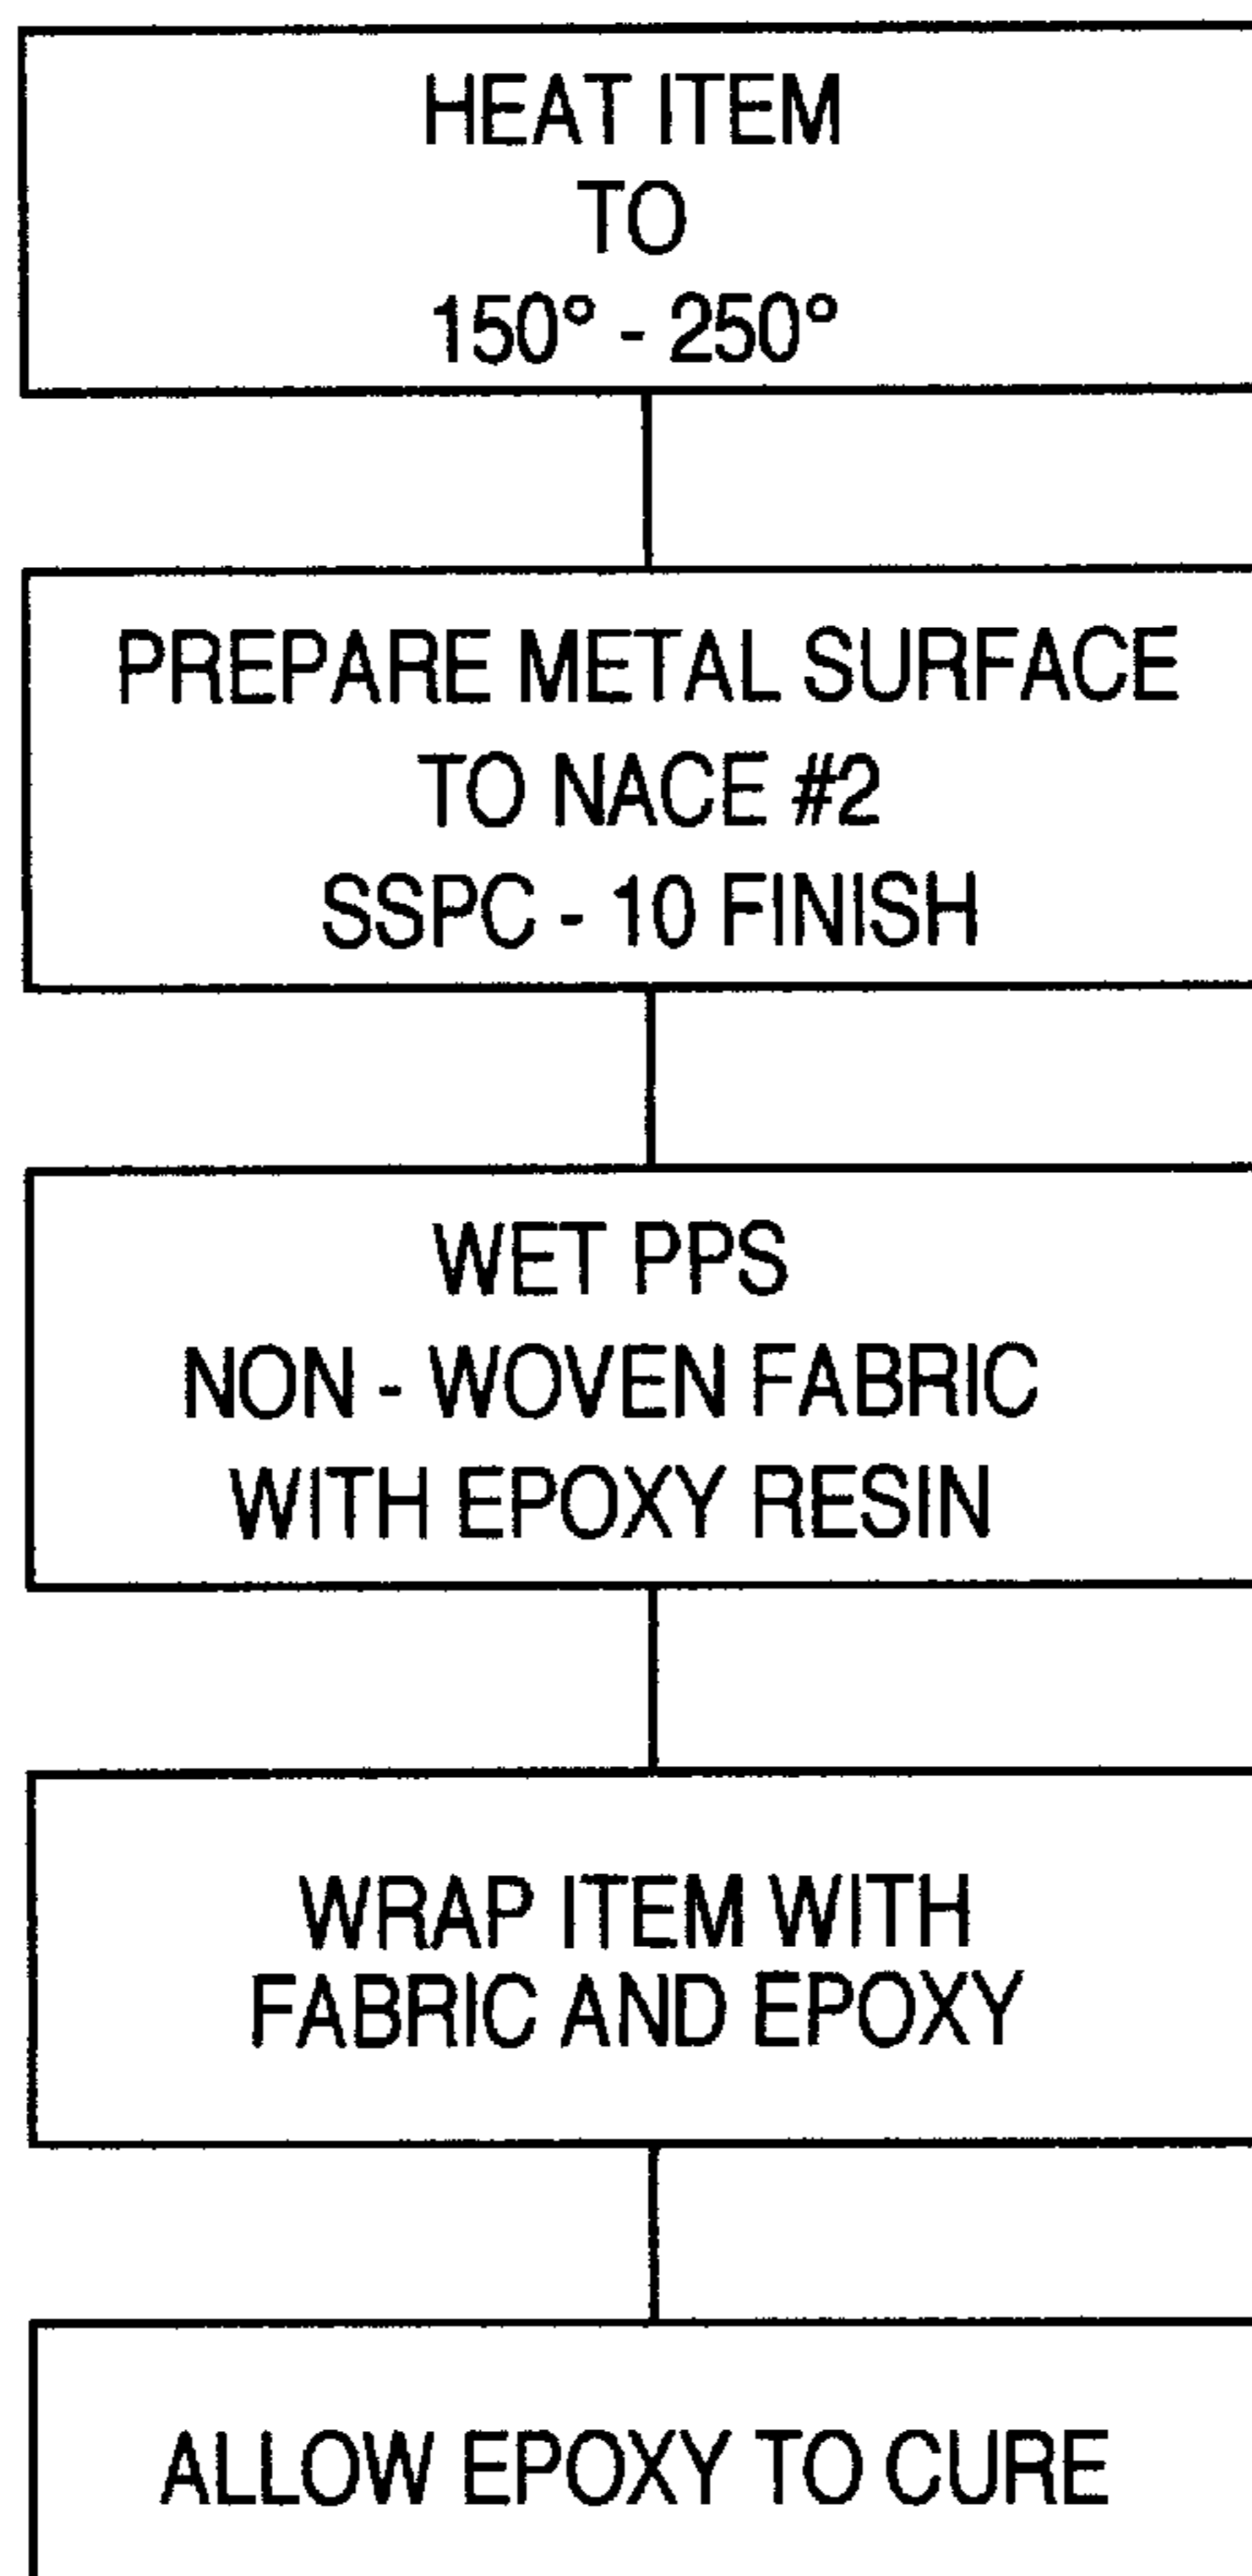 HEAT ITEM
TO
150° - 250°
PREPARE METAL SURFACE
TO NACE #2
SSPC - 10 FINISH
WET PPS
NON - WOVEN FABRIC
WITH EPOXY RESIN
WRAP ITEM WITH
FABRIC AND EPOXY
ALLOW EPOXY TO CURE